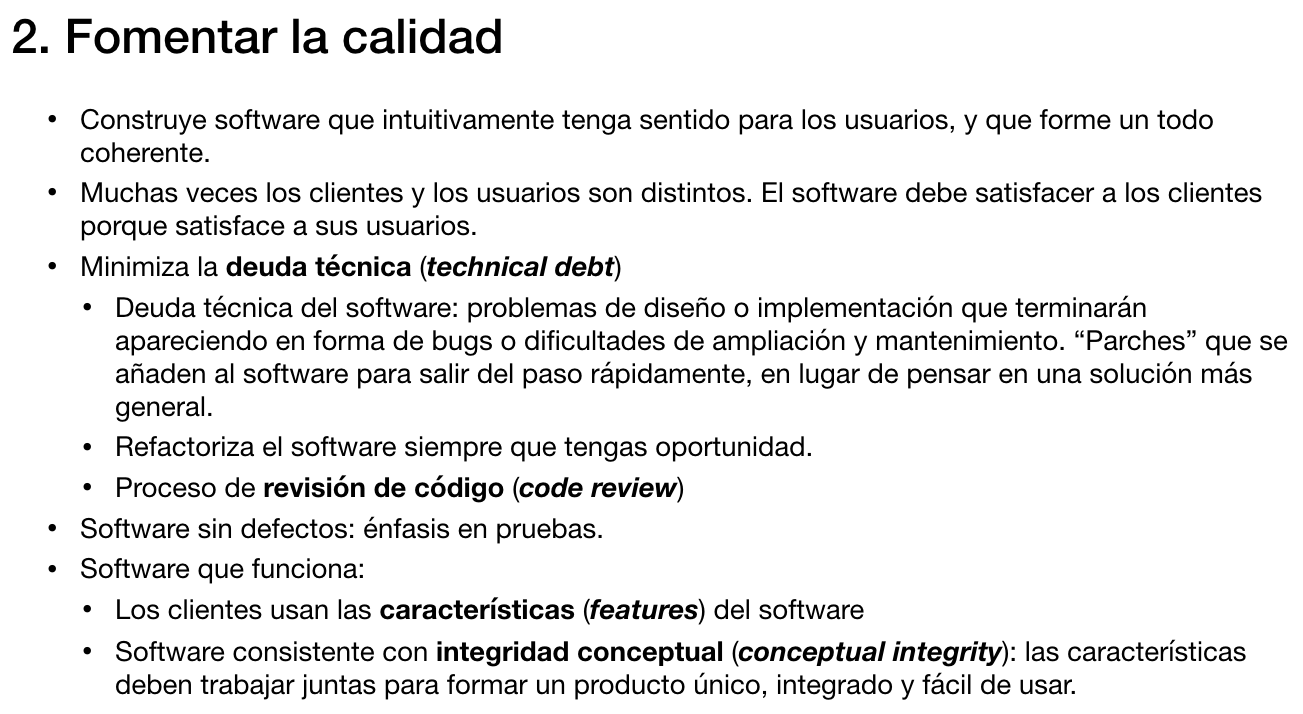 2. Fomentar la calidad
• Construye software que intuitivamente tenga sentido para los usuarios, y que forme un todo
coherente.
• Muchas veces los clientes y los usuarios son distintos. El software debe satisfacer a los clientes
porque satisface a sus usuarios.
• Minimiza la deuda técnica (technical debt)
• Deuda técnica del software: problemas de diseño o implementación que terminarán
apareciendo en forma de bugs o dificultades de ampliación y mantenimiento. “Parches” que se
añaden al software para salir del paso rápidamente, en lugar de pensar en una solución más
general.
• Refactoriza el software siempre que tengas oportunidad.
• Proceso de revisión de código (code review)
• Software sin defectos: énfasis en pruebas.
• Software que funciona:
• Los clientes usan las características (features) del software
• Software consistente con integridad conceptual (conceptual integrity): las características
deben trabajar juntas para formar un producto único, integrado y fácil de usar.